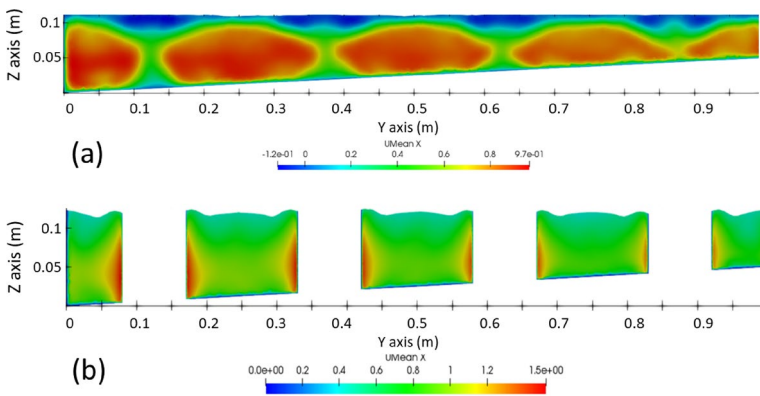 Z axis (m)
0.1
0.05
0 0.1 0.2 0.3 0.4 0.5 0.6 0.7 0.8 0.9
Y axis (m)
(a)
UMean X
-1.2e-01 0 0.2 0.4 0.6 0.8 9.7e-01
Z axis (m)
0.1
0.05
0 0.1 0.2 0.3 0.4 0.5 0.6 0.7 0.8 0.9
Y axis (m)
(b)
UMean X
0.0e+00 0.2 0.4 0.6 0.8 1 1.2 1.5e+00